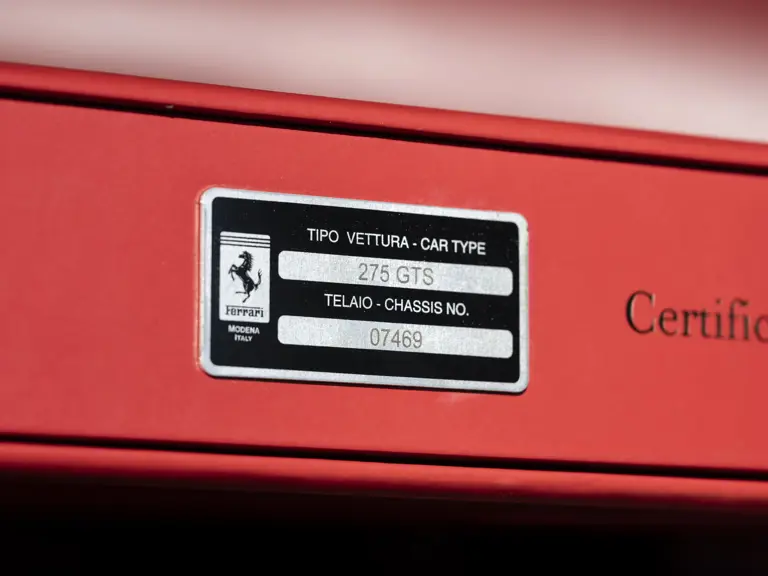 TIPO VETTURA - CAR TYPE
275 GTS
TELAIO - CHASSIS NO.
07469
Ferrari
MODENA
ITALY
Certific